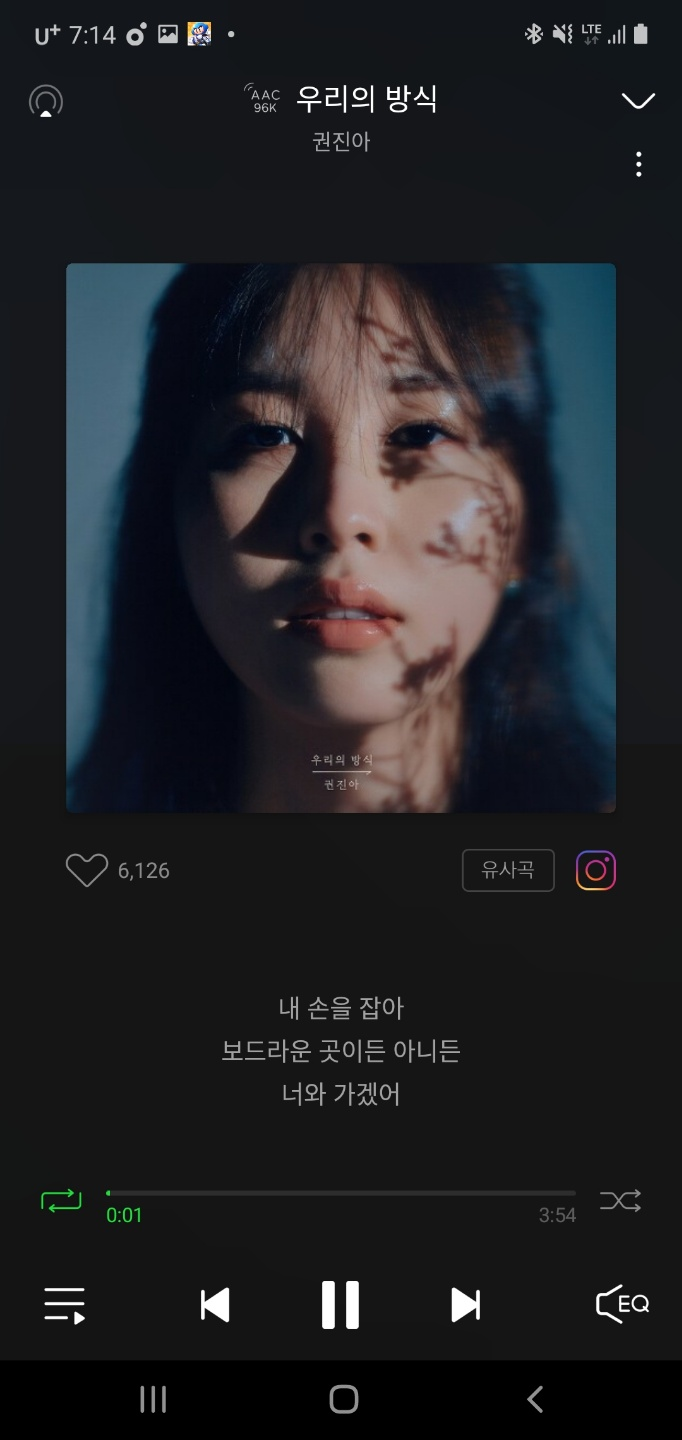 U+ 7:14
LTE
AAC
96K
우리의 방식
권진아
우리의 방식
권진아
6,126
유사곡
내 손을 잡아
보드라운 곳이든 아니든
너와 가겠어
0:01
3:54
EQ